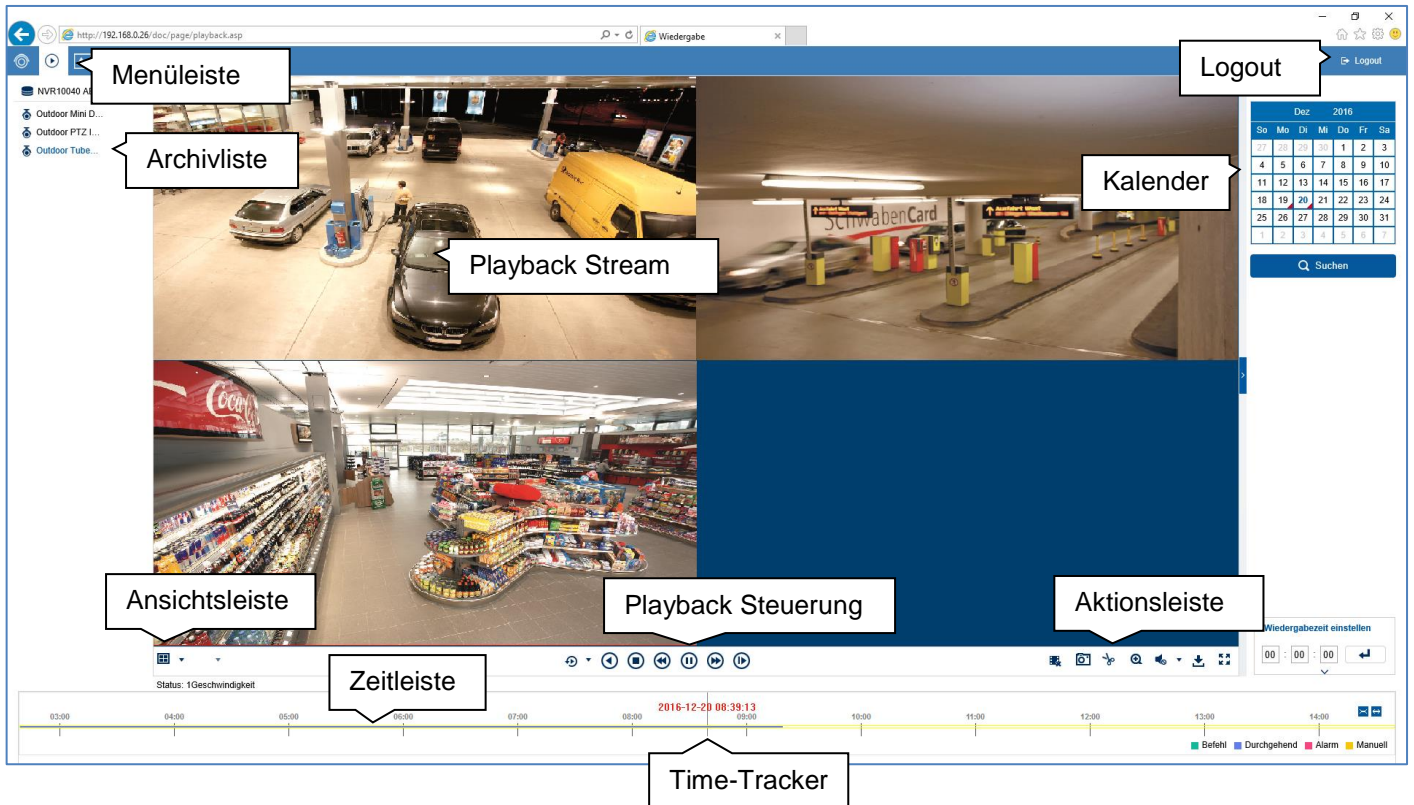 http://192.168.0.26/doc/page/playback.asp
Wiedergabe
Menüleiste
Logout
Logout
NVR10040
Outdoor Mini D...
Outdoor PTZ I...
Outdoor Tube...
Archivliste
Kalender
Dez 2016
So Mo Di Mi Do Fr Sa
27 28 29 30 1 2 3
4 5 6 7 8 9 10
11 12 13 14 15 16 17
18 19 20 21 22 23 24
25 26 27 28 29 30 31
1 2 3 4 5 6 7
Suchen
Ausfahrt West
Ausfahrt West
Schwaben Card
Playback Stream
Ansichtsleiste
Playback Steuerung
Aktionsleiste
Wiedergabezeit einstellen
00 : 00 : 00
Status: 1Geschwindigkeit
Zeitleiste
2016-12-20 08:39:13
03:00 04:00 05:00 06:00 07:00 08:00 09:00 10:00 11:00 12:00 13:00 14:00
Befehl Durchgehend Alarm Manuell
Time-Tracker